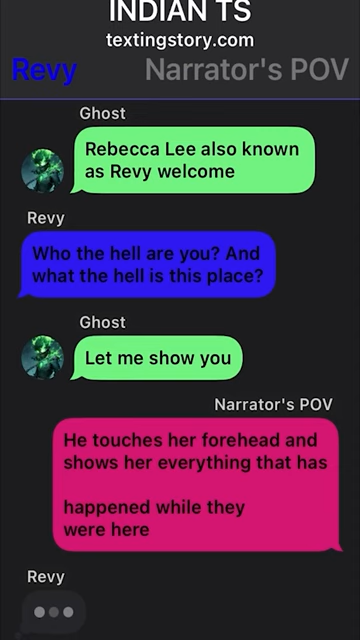 INDIAN TS
textingstory.com
Revy Narrator's POV
Ghost
Rebecca Lee also known
as Revy welcome
Revy
Who the hell are you? And
what the hell is this place?
Ghost
Let me show you
Narrator's POV
He touches her forehead and
shows her everything that has
happened while they
were here
Revy